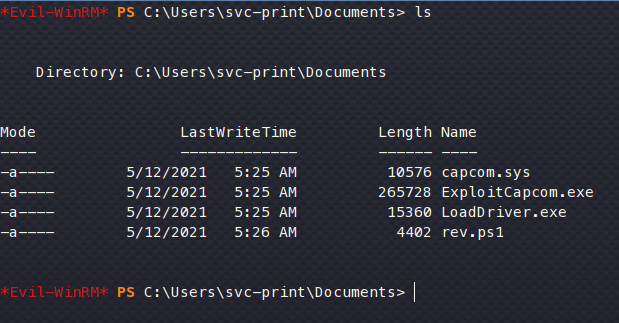 *Evil-WinRM* PS C:\Users\svc-print\Documents> ls
Directory: C:\Users\svc-print\Documents
Mode                LastWriteTime         Length Name
----                -------------         ------ ----
-a----        5/12/2021   5:25 AM          10576 capcom.sys
-a----        5/12/2021   5:25 AM         265728 ExploitCapcom.exe
-a----        5/12/2021   5:25 AM          15360 LoadDriver.exe
-a----        5/12/2021   5:26 AM           4402 rev.ps1
*Evil-WinRM* PS C:\Users\svc-print\Documents>